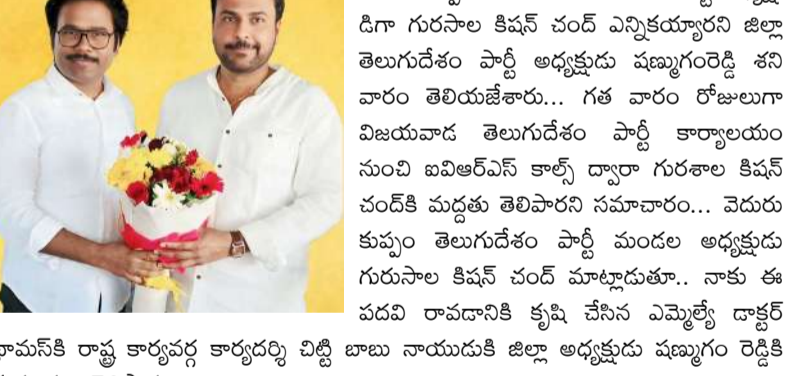 డిగా గురసాల కిషన్ చంద్ ఎన్నికయ్యారని జిల్లా
తెలుగుదేశం పార్టీ అధ్యక్షుడు షణ్ముగంరెడ్డి శని
వారం తెలియజేశారు... గత వారం రోజులుగా
విజయవాడ తెలుగుదేశం పార్టీ కార్యాలయం
నుంచి ఐవిఆర్ఎస్ కాల్స్ ద్వారా గురశాల కిషన్
చంద్‌కి మద్దతు తెలిపారని సమాచారం... వెదురు
కుప్పం తెలుగుదేశం పార్టీ మండల అధ్యక్షుడు
గురుసాల కిషన్ చంద్ మాట్లాడుతూ.. నాకు ఈ
పదవి రావడానికి కృషి చేసిన ఎమ్మెల్యే డాక్టర్
రాష్ట్ర కార్యవర్గ కార్యదర్శి చిట్టి బాబు నాయుడుకి జిల్లా అధ్యక్షుడు షణ్ముగం రెడ్డికి